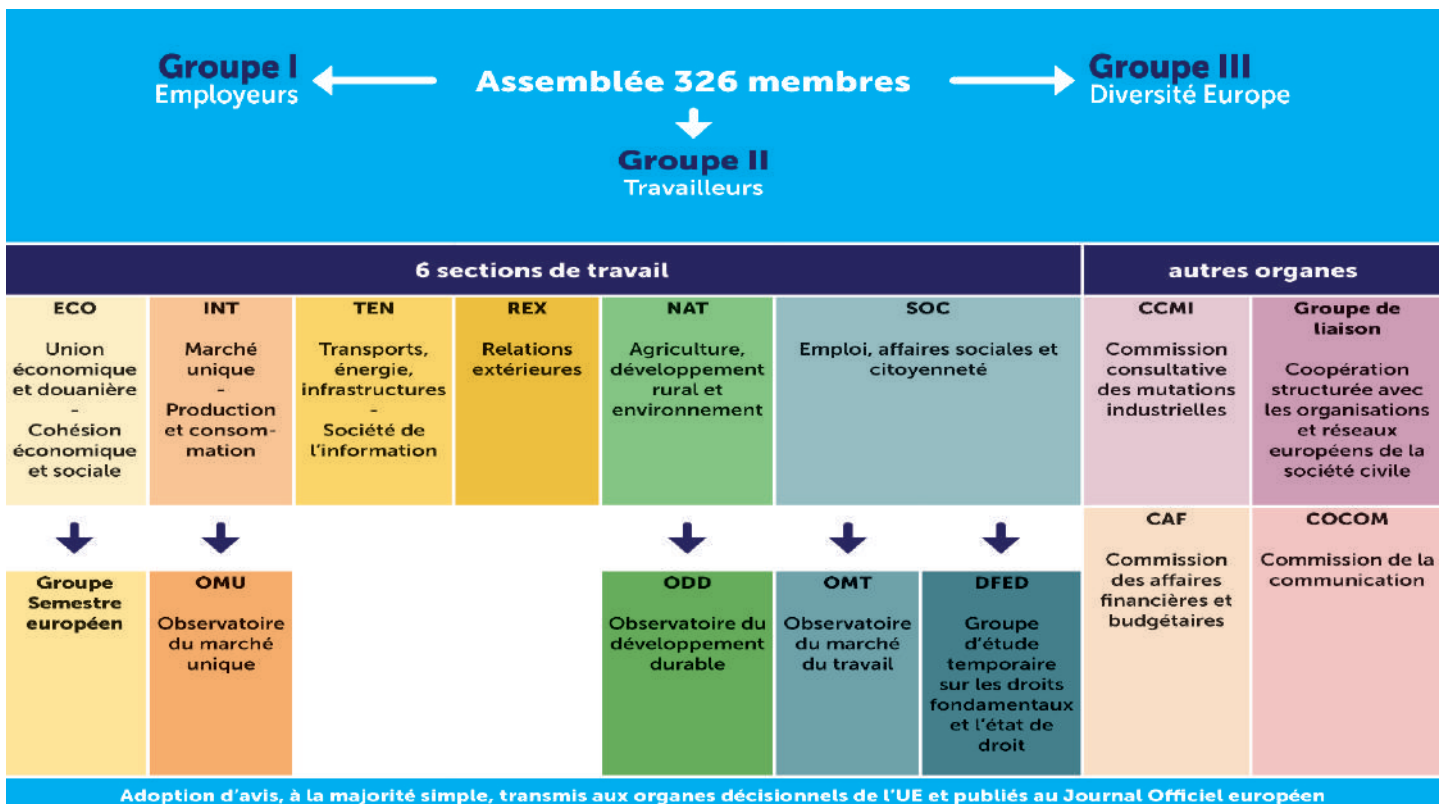 Groupe I
Employeurs
Assemblée 326 membres
Groupe III
Diversité Europe
Groupe II
Travailleurs
6 sections de travail
autres organes
ECO
Union
économique
et douanière
-
Cohésion
économique
et sociale
INT
Marché
unique
-
Production
et consom-
mation
TEN
Transports,
énergie,
infrastructures
-
Société de
l'information
REX
Relations
extérieures
NAT
Agriculture,
développement
rural et
environnement
SOC
Emploi, affaires sociales et
citoyenneté
CCMI
Commission
consultative
des mutations
industrielles
Groupe de
liaison
Coopération
structurée avec
les organisations
et réseaux
européens de la
société civile
Groupe
Semestre
européen
OMU
Observatoire
du marché
unique
ODD
Observatoire du
développement
durable
OMT
Observatoire
du marché
du travail
DFED
Groupe
d'étude
temporaire
sur les droits
fondamentaux
et l'état de
droit
CAF
Commission
des affaires
financières et
budgétaires
COCOM
Commission de la
communication
Adoption d'avis, à la majorité simple, transmis aux organes décisionnels de l'UE et publiés au Journal Officiel européen